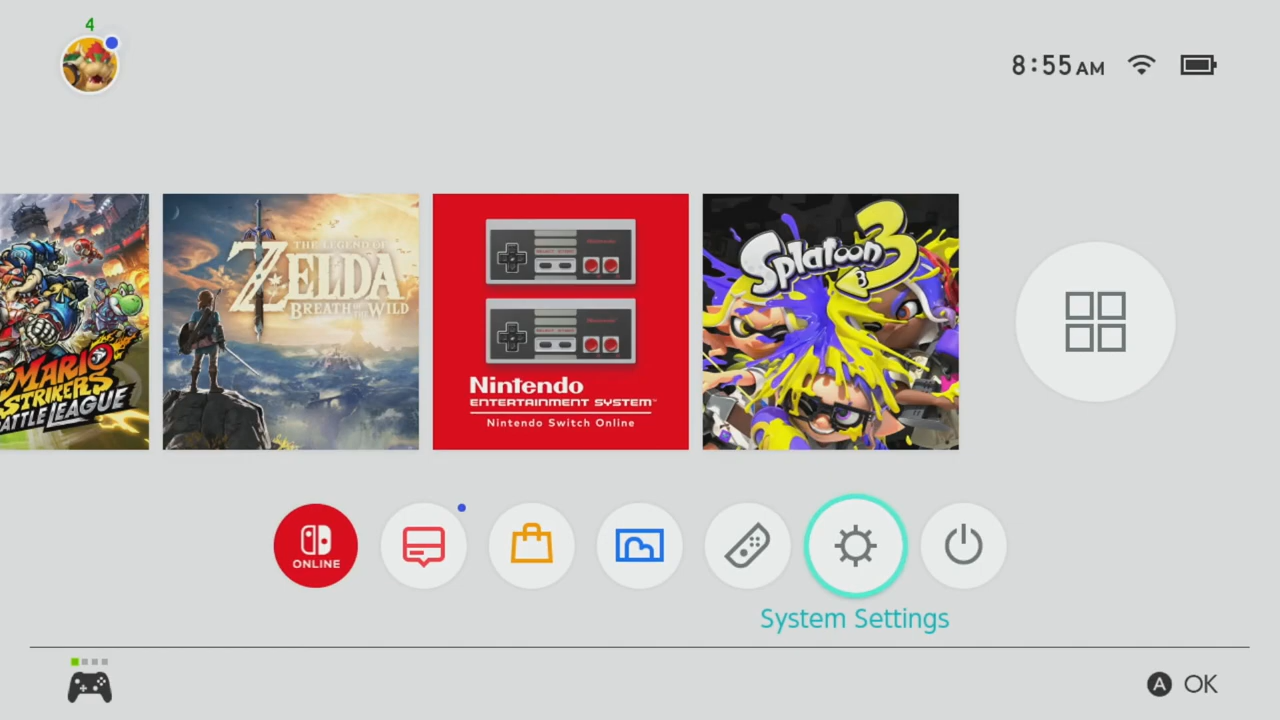 4
8:55 AM
MARIO
STRIKERS
BATTLE LEAGUE
THE LEGEND OF
ZELDA
BREATH OF THE WILD
Nintendo
ENTERTAINMENT SYSTEM™
Nintendo Switch Online
Splatoon 3
ONLINE
System Settings
A OK